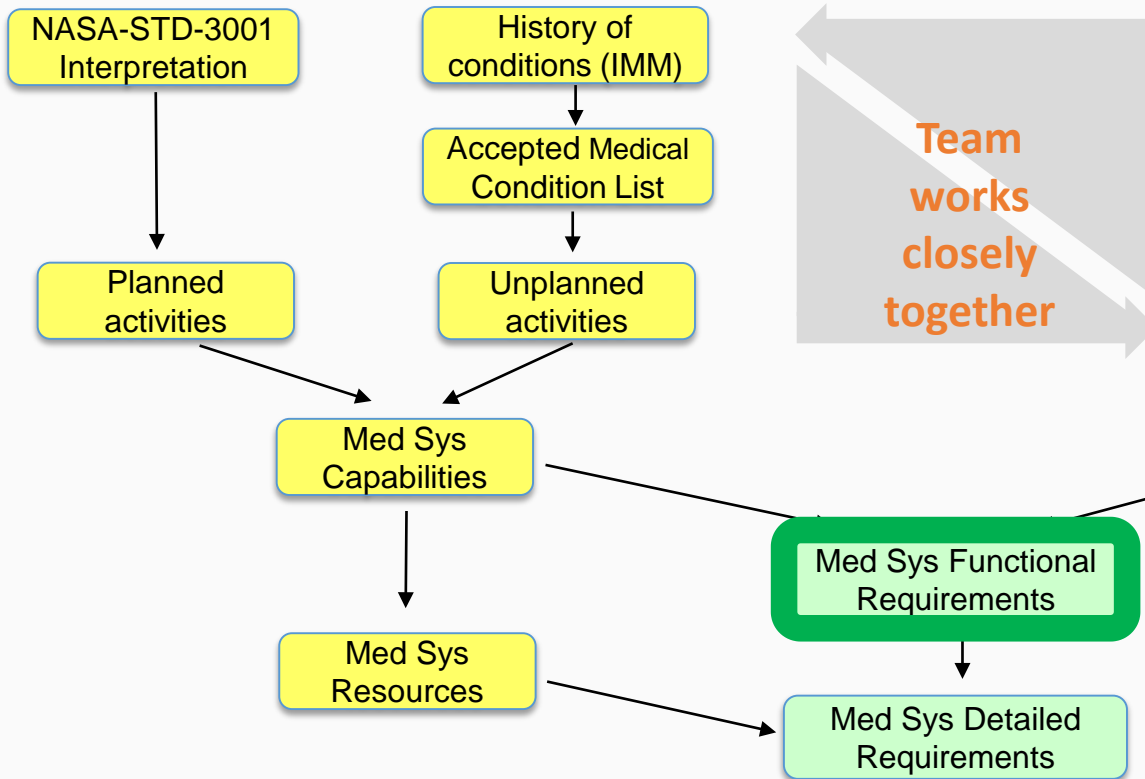 NASA-STD-3001
Interpretation
History of
conditions (IMM)
Accepted Medical
Condition List
Team
works
closely
together
Planned
activities
Unplanned
activities
Med Sys
Capabilities
Med Sys Functional
Requirements
Med Sys
Resources
Med Sys Detailed
Requirements